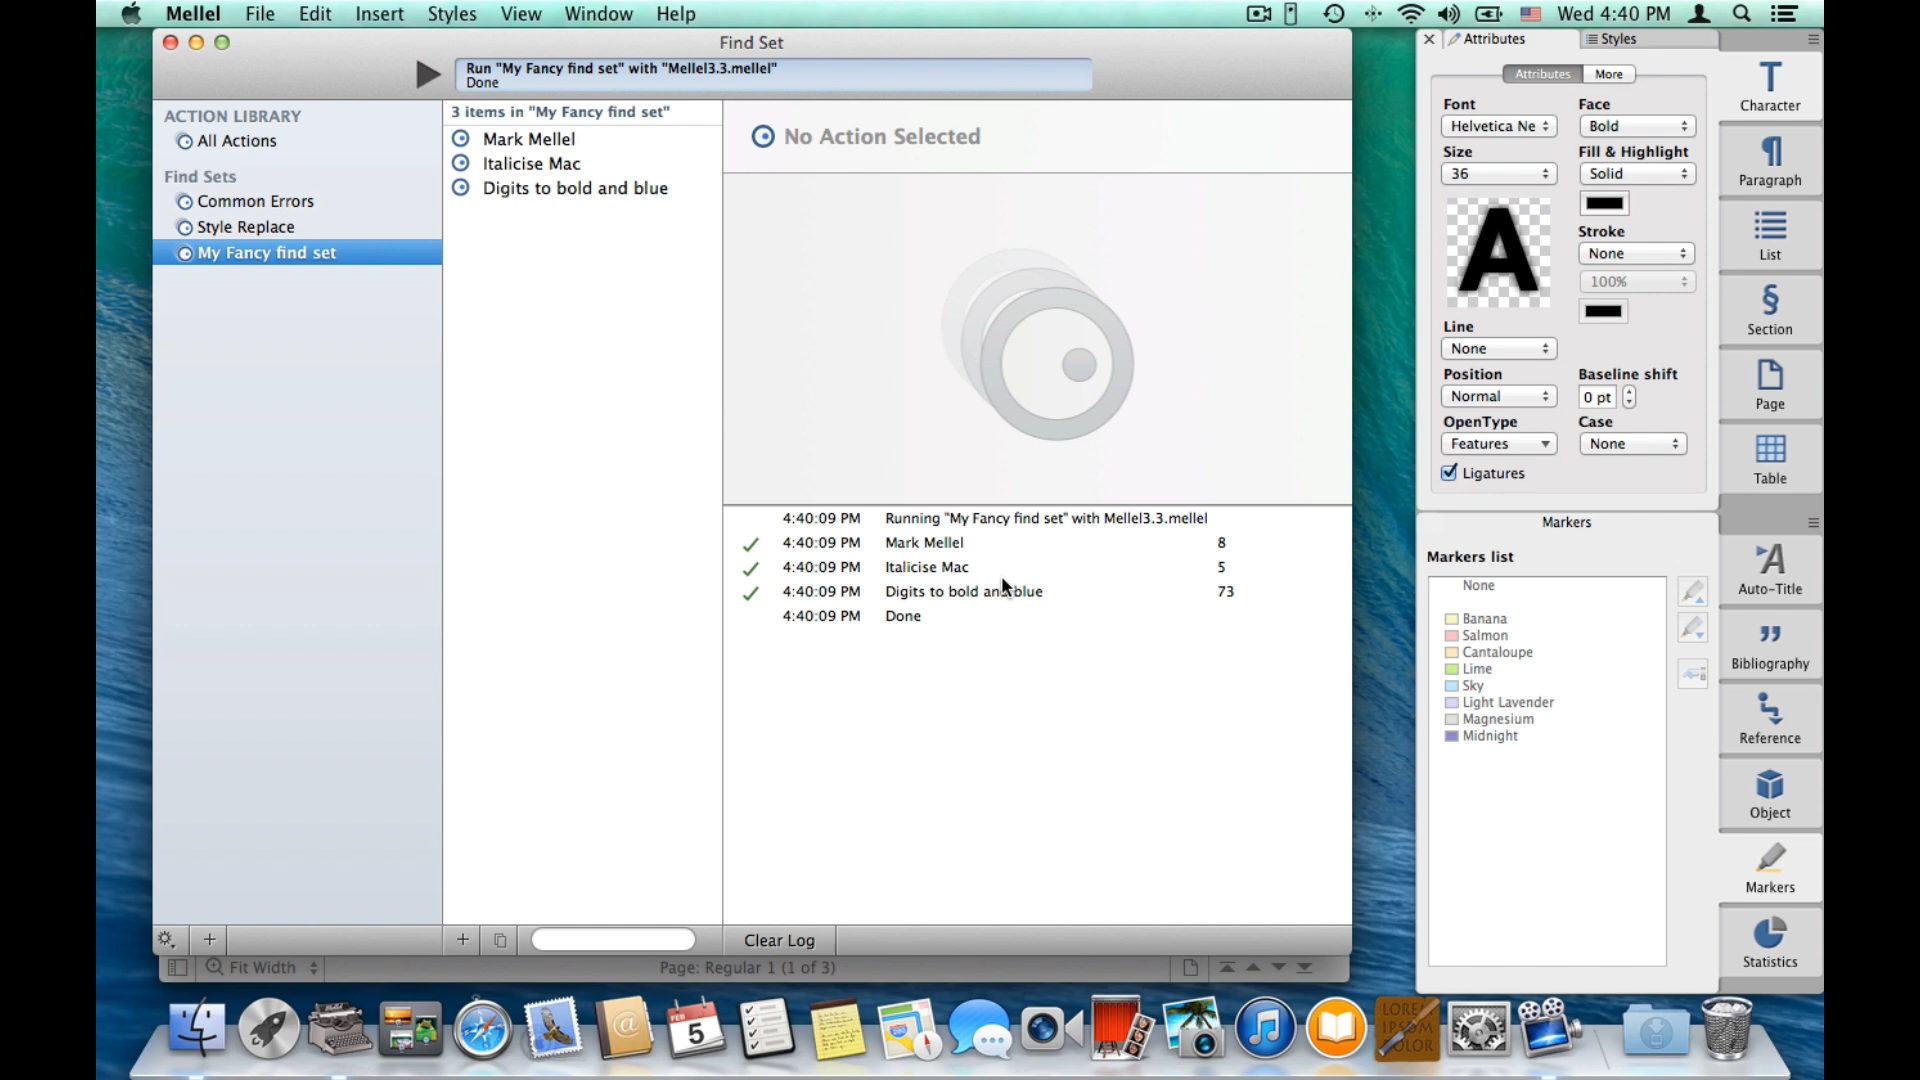 Mellel File Edit Insert Styles View Window Help
Wed 4:40 PM
Find Set
Run "My Fancy find set" with "Mellel3.3.mellel"
Done
ACTION LIBRARY
All Actions
Find Sets
Common Errors
Style Replace
My Fancy find set
3 items in "My Fancy find set"
Mark Mellel
Italicise Mac
Digits to bold and blue
No Action Selected
4:40:09 PM Running "My Fancy find set" with Mellel3.3.mellel
4:40:09 PM Mark Mellel 8
4:40:09 PM Italicise Mac 5
4:40:09 PM Digits to bold and blue 73
4:40:09 PM Done
Clear Log
Fit Width
Page: Regular 1 (1 of 3)
Attributes
Styles
Attributes More
Font
Helvetica Ne
Face
Bold
Size
36
Fill & Highlight
Solid
A
Stroke
None
100%
Line
None
Position
Normal
Baseline shift
0 pt
OpenType
Features
Case
None
Ligatures
Markers
Markers list
None
Banana
Salmon
Cantaloupe
Lime
Sky
Light Lavender
Magnesium
Midnight
T
Character
¶
Paragraph
List
§
Section
Page
Table
A
Auto-Title
”
Bibliography
Reference
Object
Markers
Statistics
@
FEB
5
LOREM
IPSUM
DOLOR